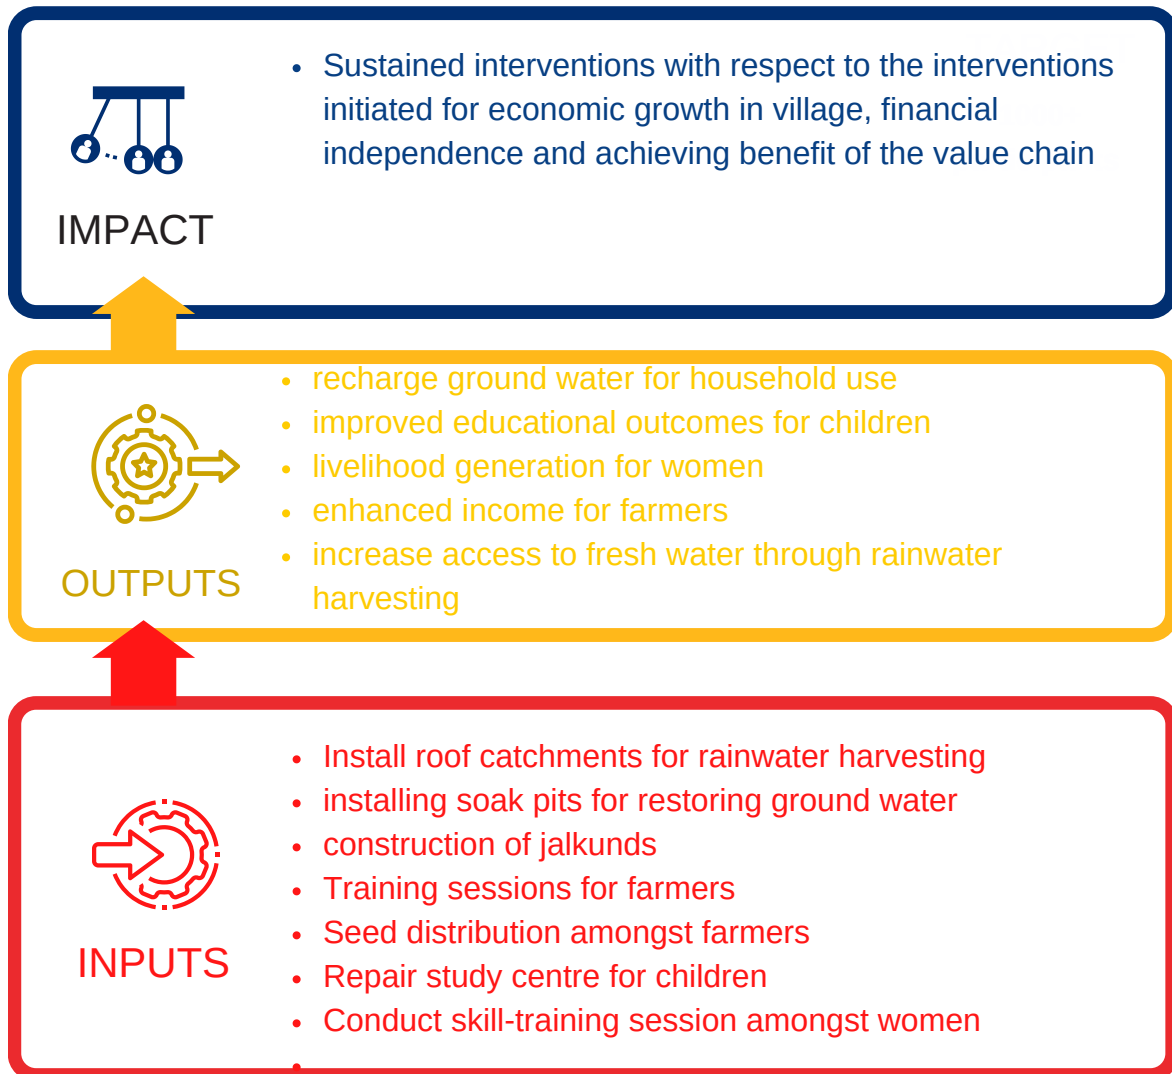 • Sustained interventions with respect to the interventions
initiated for economic growth in village, financial
independence and achieving benefit of the value chain
IMPACT
• recharge ground water for household use
• improved educational outcomes for children
• livelihood generation for women
• enhanced income for farmers
• increase access to fresh water through rainwater
harvesting
OUTPUTS
• Install roof catchments for rainwater harvesting
• installing soak pits for restoring ground water
• construction of jalkunds
• Training sessions for farmers
• Seed distribution amongst farmers
• Repair study centre for children
• Conduct skill-training session amongst women
•
INPUTS